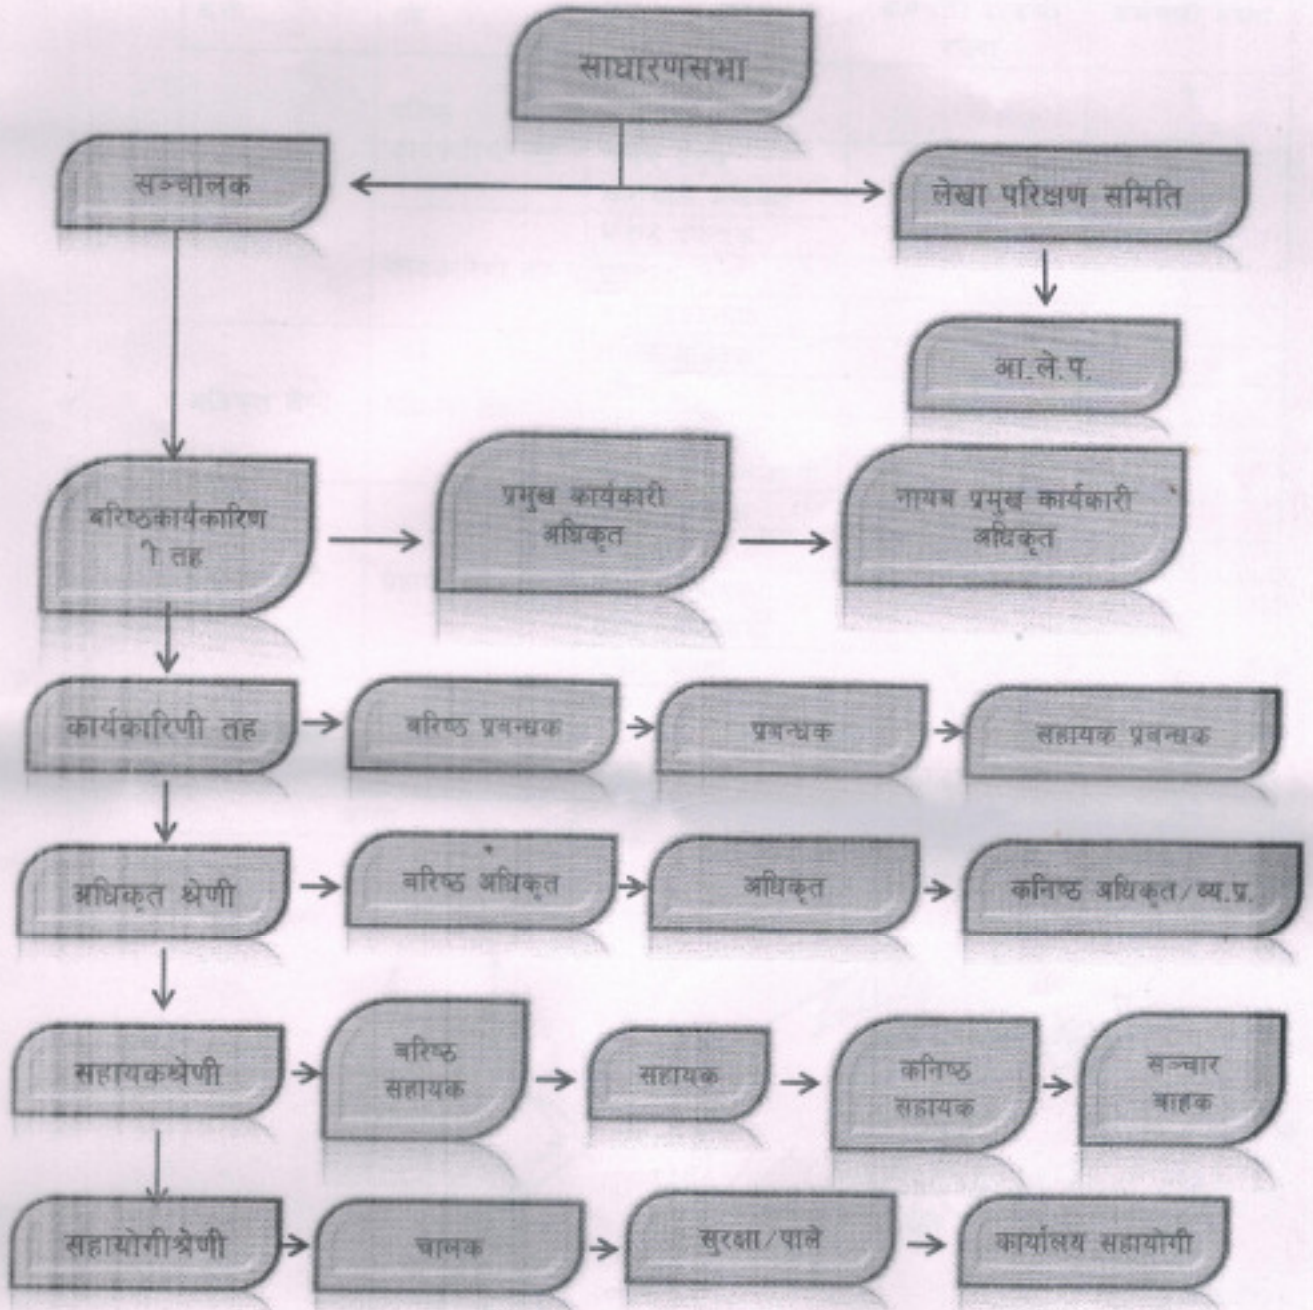 साधारणसभा
सञ्चालक
लेखा परिक्षण समिति
आ.ले.प.
बरिष्ठकार्यकारिण
ी तह
प्रमुख कार्यकारी
अधिकृत
नायब प्रमुख कार्यकारी
अधिकृत
कार्यकारिणी तह
बरिष्ठ प्रबन्धक
प्रबन्धक
सहायक प्रबन्धक
अधिकृत श्रेणी
बरिष्ठ अधिकृत
अधिकृत
कनिष्ठ अधिकृत/ब्य.प्र.
सहायकश्रेणी
बरिष्ठ
सहायक
सहायक
कनिष्ठ
सहायक
सञ्चार
बाहक
सहायोगीश्रेणी
चालक
सुरक्षा/पाले
कार्यालय सहायोगी